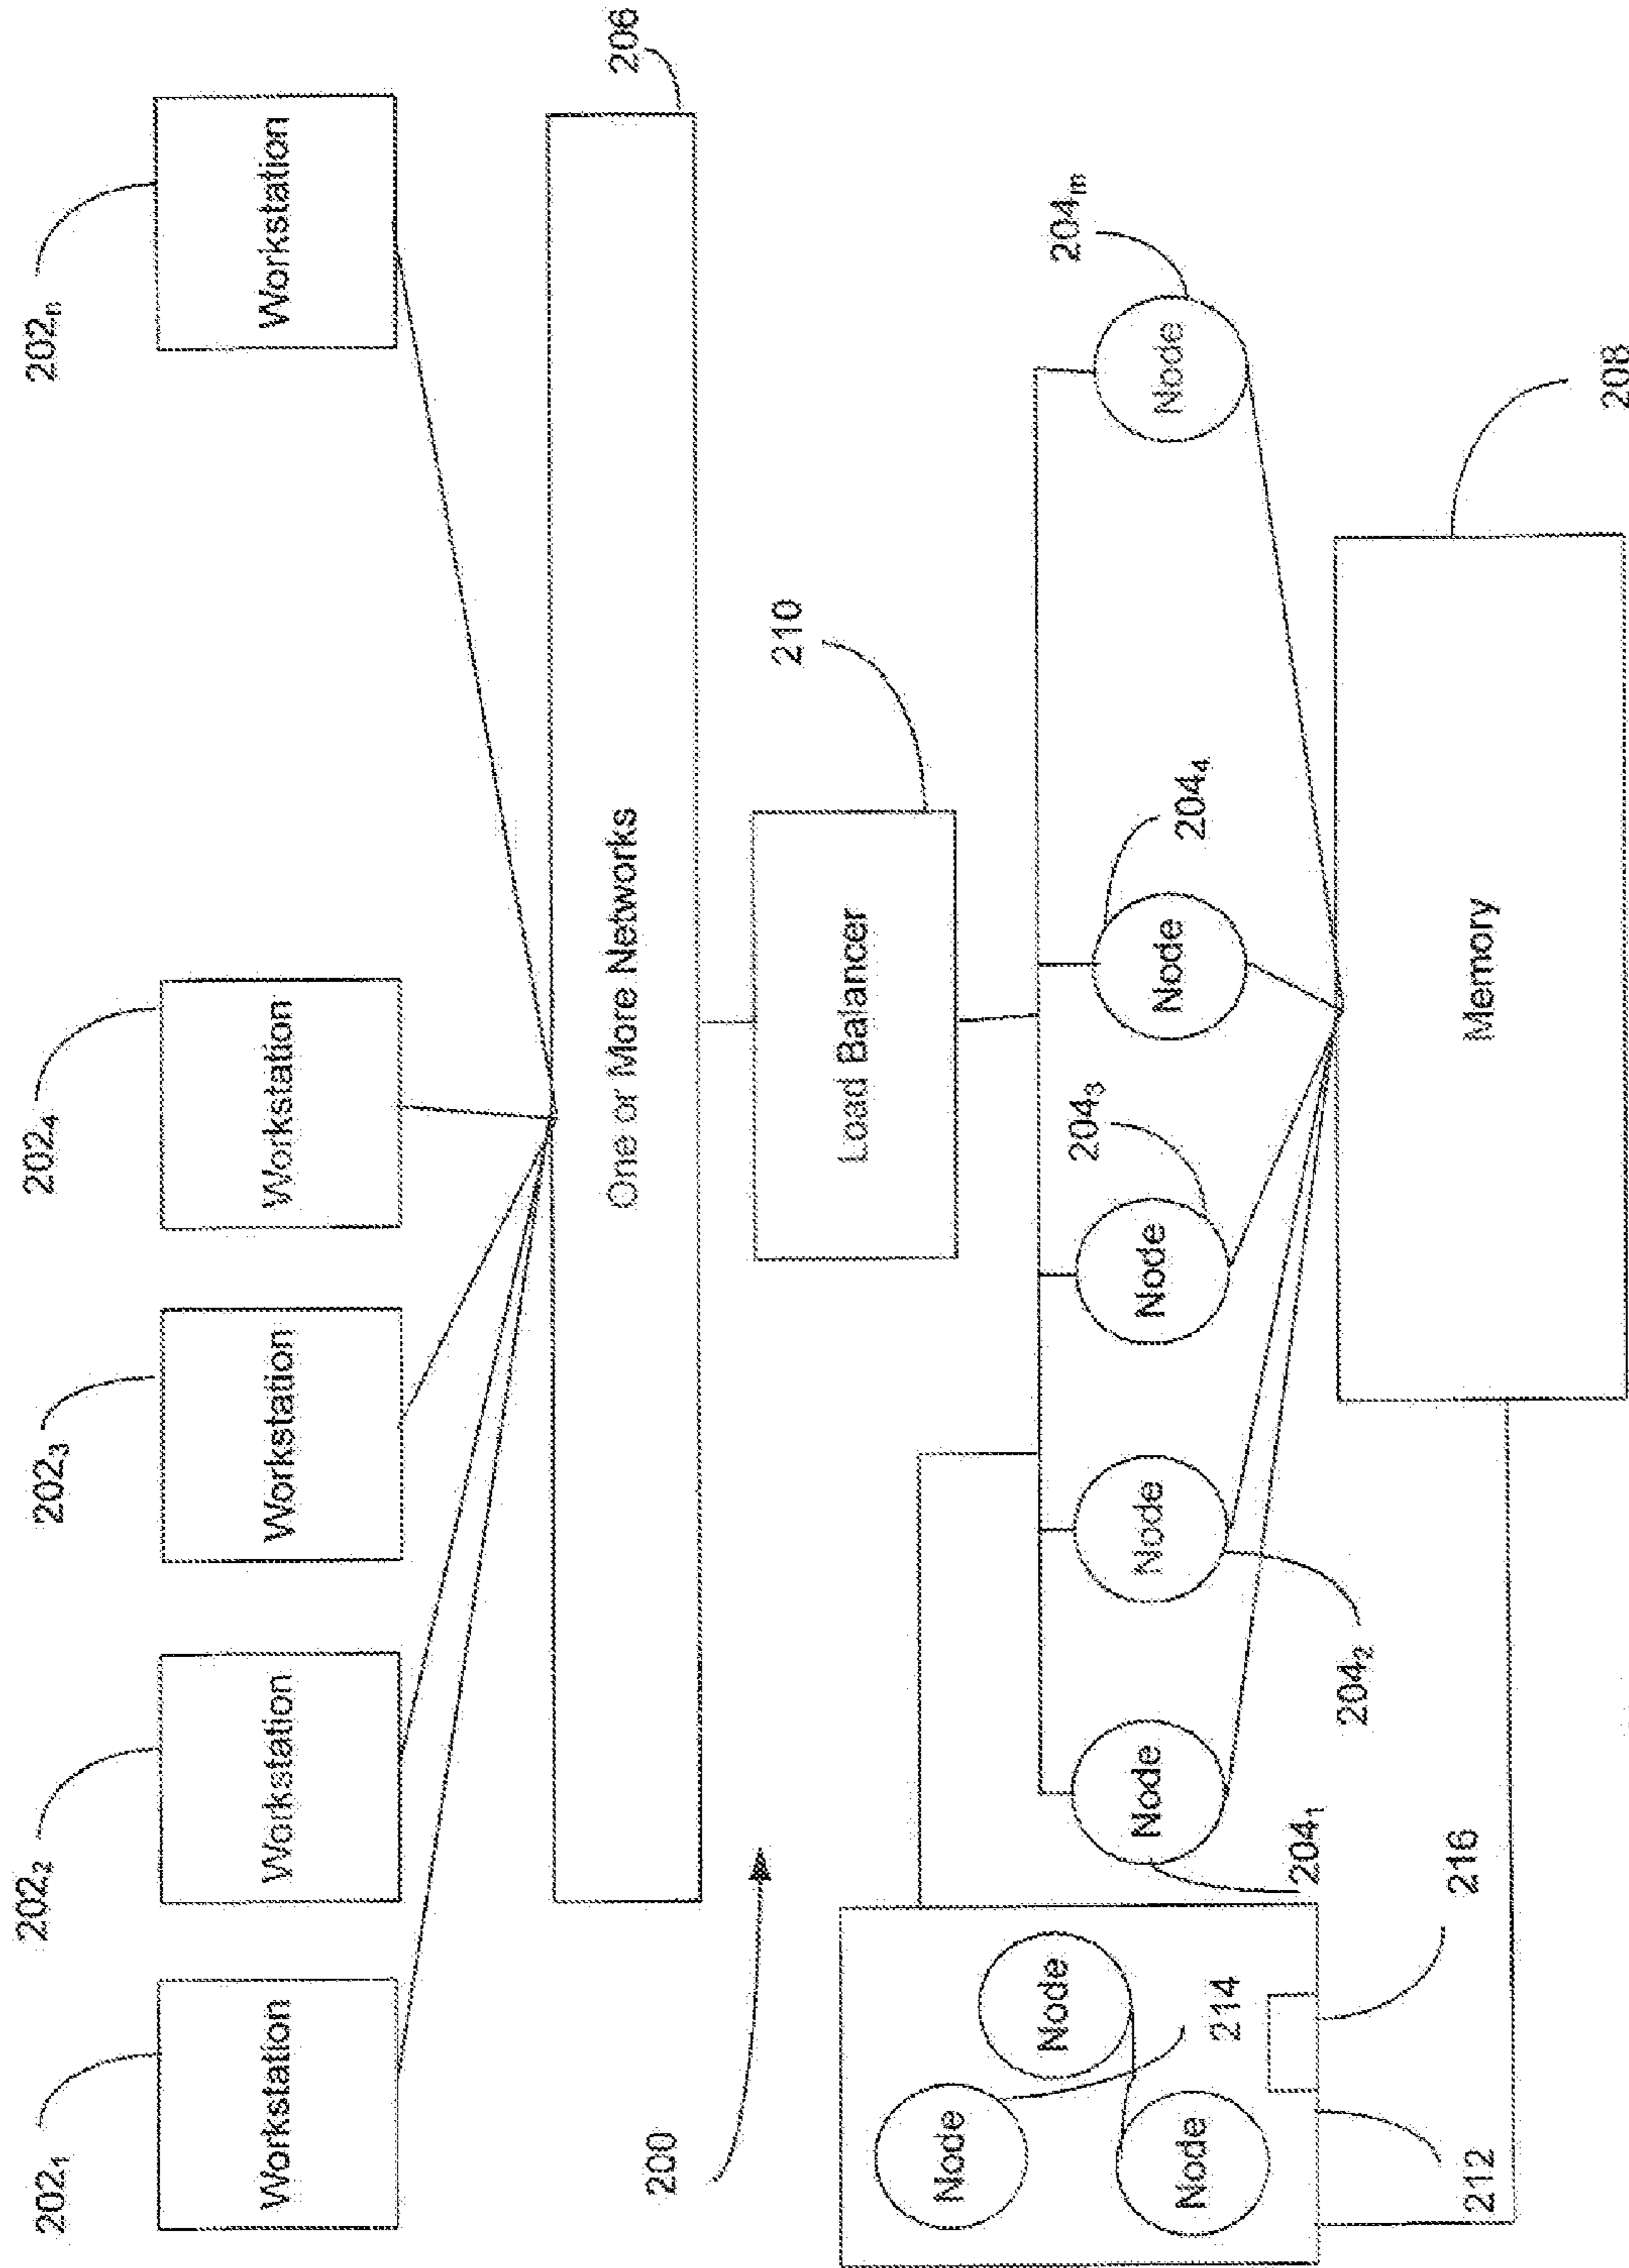 202₁
202₂
202₃
202₄
202ₙ
Workstation
Workstation
Workstation
Workstation
Workstation
206
One or More Networks
200
210
Load Balancer
204₃
204₄
204ₘ
Node
Node
Node
Node
Node
Node
Node
Node
204₁
204₂
214
216
212
Memory
208